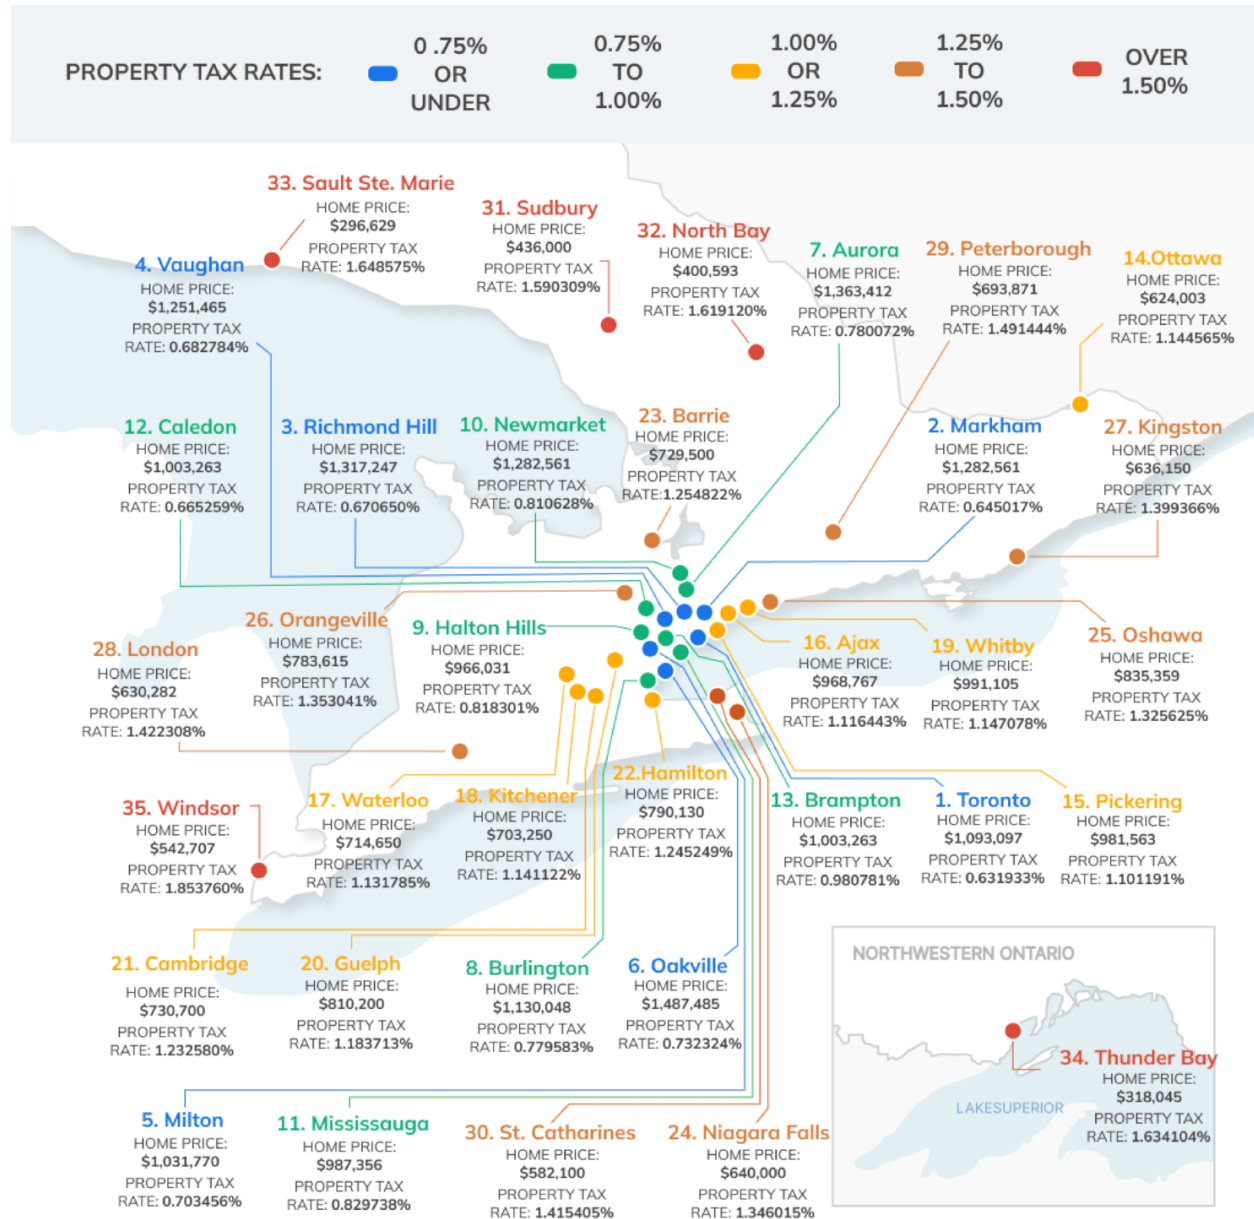 PROPERTY TAX RATES:
0 .75%
OR
UNDER
0.75%
TO
1.00%
1.00%
OR
1.25%
1.25%
TO
1.50%
OVER
1.50%
33. Sault Ste. Marie
HOME PRICE:
$296,629
PROPERTY TAX
RATE: 1.648575%
31. Sudbury
HOME PRICE:
$436,000
PROPERTY TAX
RATE: 1.590309%
32. North Bay
HOME PRICE:
$400,593
PROPERTY TAX
RATE: 1.619120%
7. Aurora
HOME PRICE:
$1,363,412
PROPERTY TAX
RATE: 0.780072%
29. Peterborough
HOME PRICE:
$693,871
PROPERTY TAX
RATE: 1.491444%
14.Ottawa
HOME PRICE:
$624,003
PROPERTY TAX
RATE: 1.144565%
4. Vaughan
HOME PRICE:
$1,251,465
PROPERTY TAX
RATE: 0.682784%
12. Caledon
HOME PRICE:
$1,003,263
PROPERTY TAX
RATE: 0.665259%
3. Richmond Hill
HOME PRICE:
$1,317,247
PROPERTY TAX
RATE: 0.670650%
10. Newmarket
HOME PRICE:
$1,282,561
PROPERTY TAX
RATE: 0.810628%
23. Barrie
HOME PRICE:
$729,500
PROPERTY TAX
RATE:1.254822%
2. Markham
HOME PRICE:
$1,282,561
PROPERTY TAX
RATE: 0.645017%
27. Kingston
HOME PRICE:
$636,150
PROPERTY TAX
RATE: 1.399366%
28. London
HOME PRICE:
$630,282
PROPERTY TAX
RATE: 1.422308%
26. Orangeville
HOME PRICE:
$783,615
PROPERTY TAX
RATE: 1.353041%
9. Halton Hills
HOME PRICE:
$966,031
PROPERTY TAX
RATE: 0.818301%
16. Ajax
HOME PRICE:
$968,767
PROPERTY TAX
RATE: 1.116443%
19. Whitby
HOME PRICE:
$991,105
PROPERTY TAX
RATE: 1.147078%
25. Oshawa
HOME PRICE:
$835,359
PROPERTY TAX
RATE: 1.325625%
35. Windsor
HOME PRICE:
$542,707
PROPERTY TAX
RATE: 1.853760%
17. Waterloo
HOME PRICE:
$714,650
PROPERTY TAX
RATE: 1.131785%
18. Kitchener
HOME PRICE:
$703,250
PROPERTY TAX
RATE: 1.141122%
22.Hamilton
HOME PRICE:
$790,130
PROPERTY TAX
RATE: 1.245249%
13. Brampton
HOME PRICE:
$1,003,263
PROPERTY TAX
RATE: 0.980781%
1. Toronto
HOME PRICE:
$1,093,097
PROPERTY TAX
RATE: 0.631933%
15. Pickering
HOME PRICE:
$981,563
PROPERTY TAX
RATE: 1.101191%
21. Cambridge
HOME PRICE:
$730,700
PROPERTY TAX
RATE: 1.232580%
20. Guelph
HOME PRICE:
$810,200
PROPERTY TAX
RATE: 1.183713%
8. Burlington
HOME PRICE:
$1,130,048
PROPERTY TAX
RATE: 0.779583%
6. Oakville
HOME PRICE:
$1,487,485
PROPERTY TAX
RATE: 0.732324%
NORTHWESTERN ONTARIO
34. Thunder Bay
HOME PRICE:
$318,045
PROPERTY TAX
RATE: 1.634104%
LAKESUPERIOR
5. Milton
HOME PRICE:
$1,031,770
PROPERTY TAX
RATE: 0.703456%
11. Mississauga
HOME PRICE:
$987,356
PROPERTY TAX
RATE: 0.829738%
30. St. Catharines
HOME PRICE:
$582,100
PROPERTY TAX
RATE: 1.415405%
24. Niagara Falls
HOME PRICE:
$640,000
PROPERTY TAX
RATE: 1.346015%